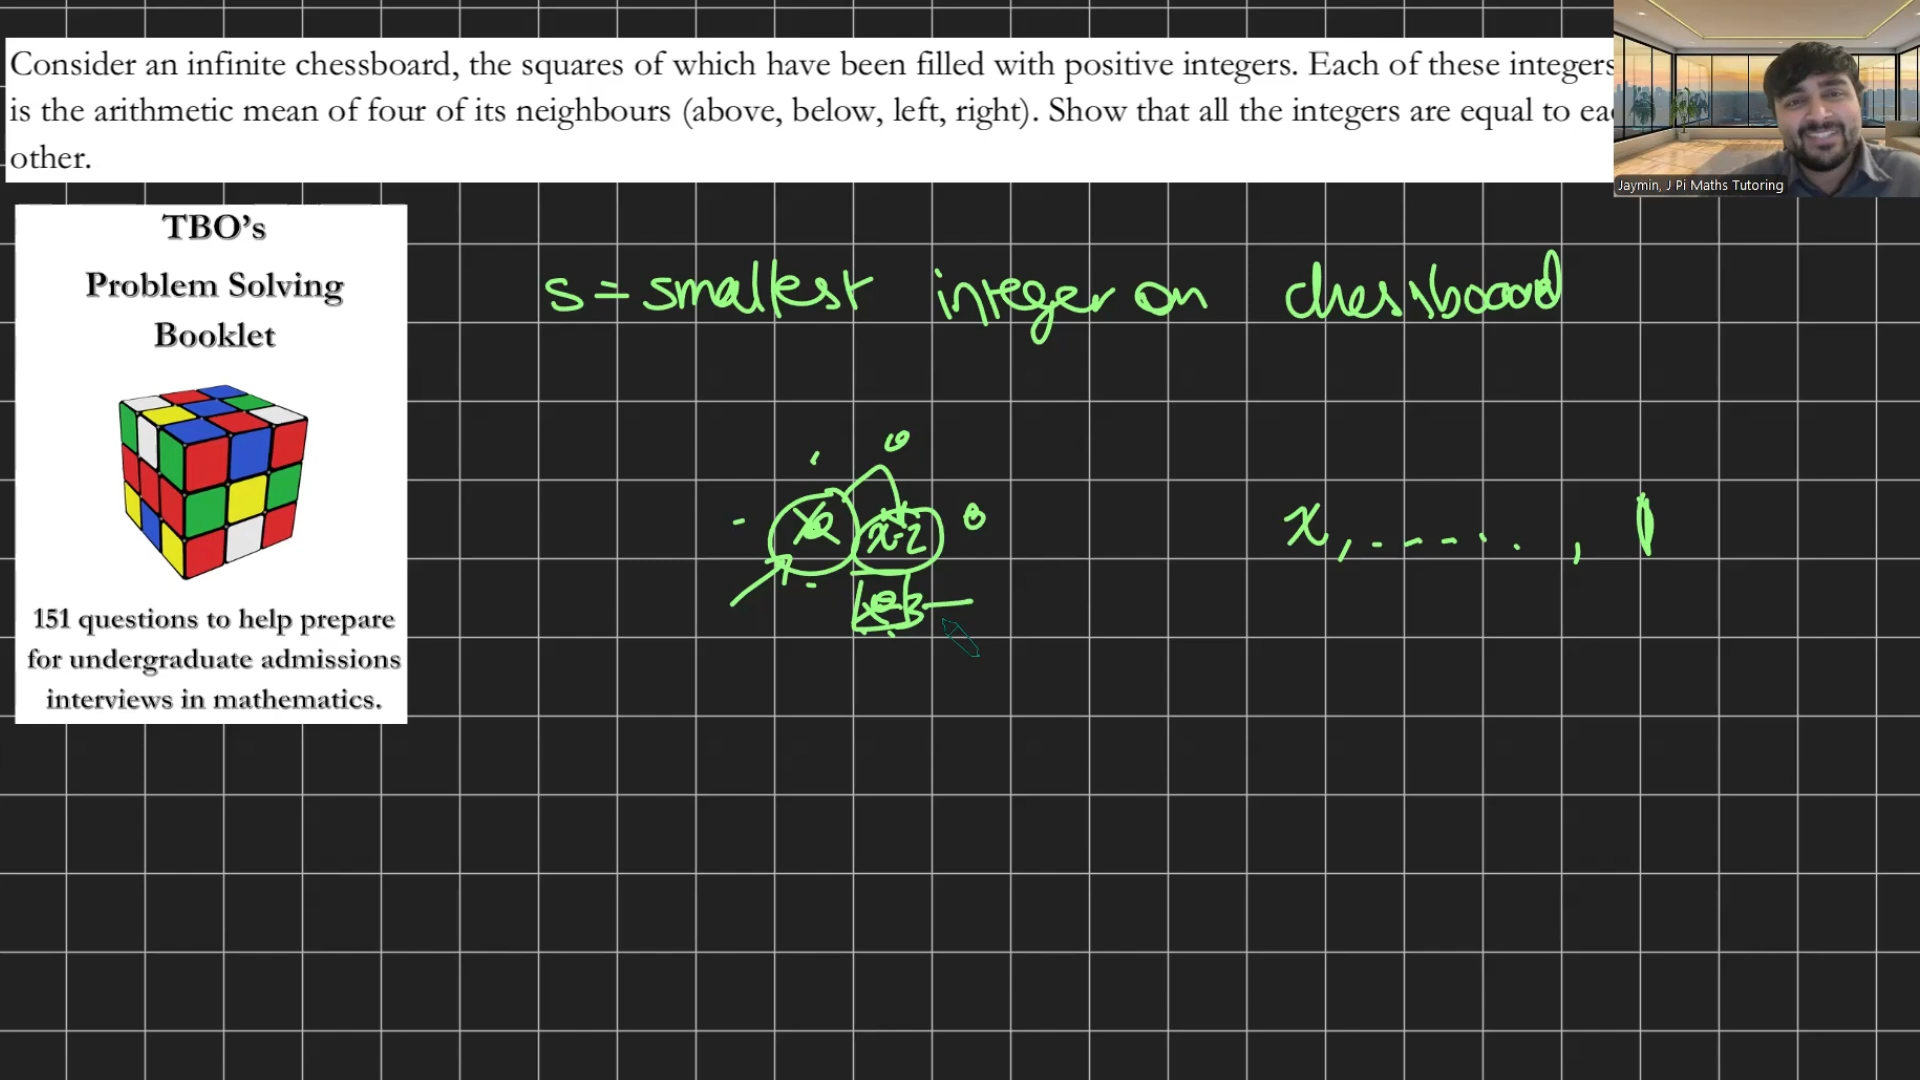 Consider an infinite chessboard, the squares of which have been filled with positive integers. Each of these integers
is the arithmetic mean of four of its neighbours (above, below, left, right). Show that all the integers are equal to ea
other.
Jaymin, J Pi Maths Tutoring
TBO's
Problem Solving
Booklet
151 questions to help prepare
for undergraduate admissions
interviews in mathematics.
s = smallest integer on chessboard
x-2
x, ------ ,